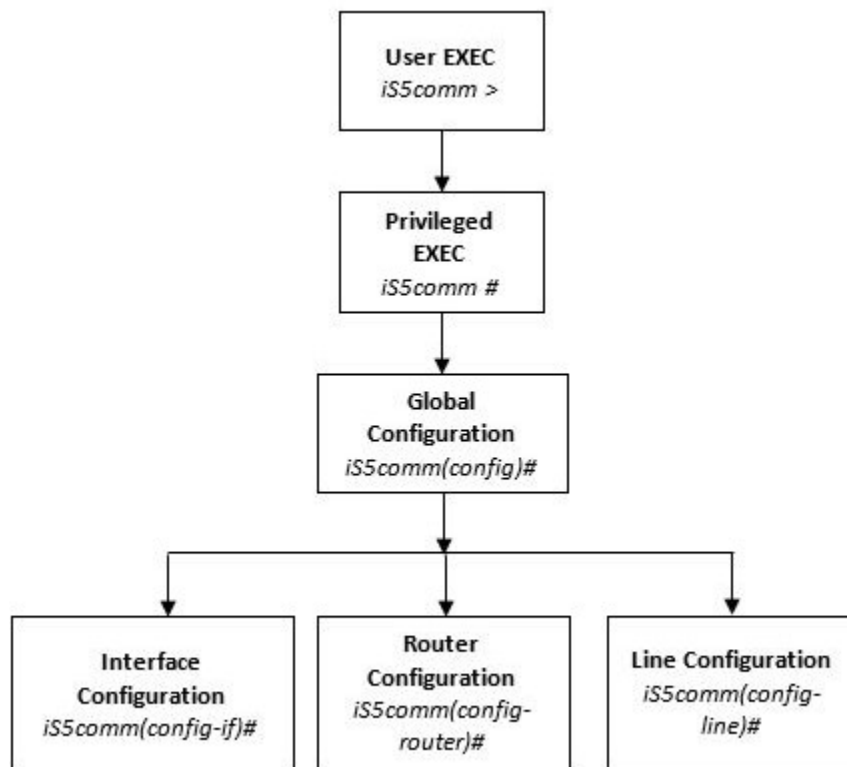 User EXEC
iS5comm >
Privileged
EXEC
iS5comm #
Global
Configuration
iS5comm(config)#
Interface
Configuration
iS5comm(config-if)#
Router
Configuration
iS5comm(config-
router)#
Line Configuration
iS5comm(config-
line)#